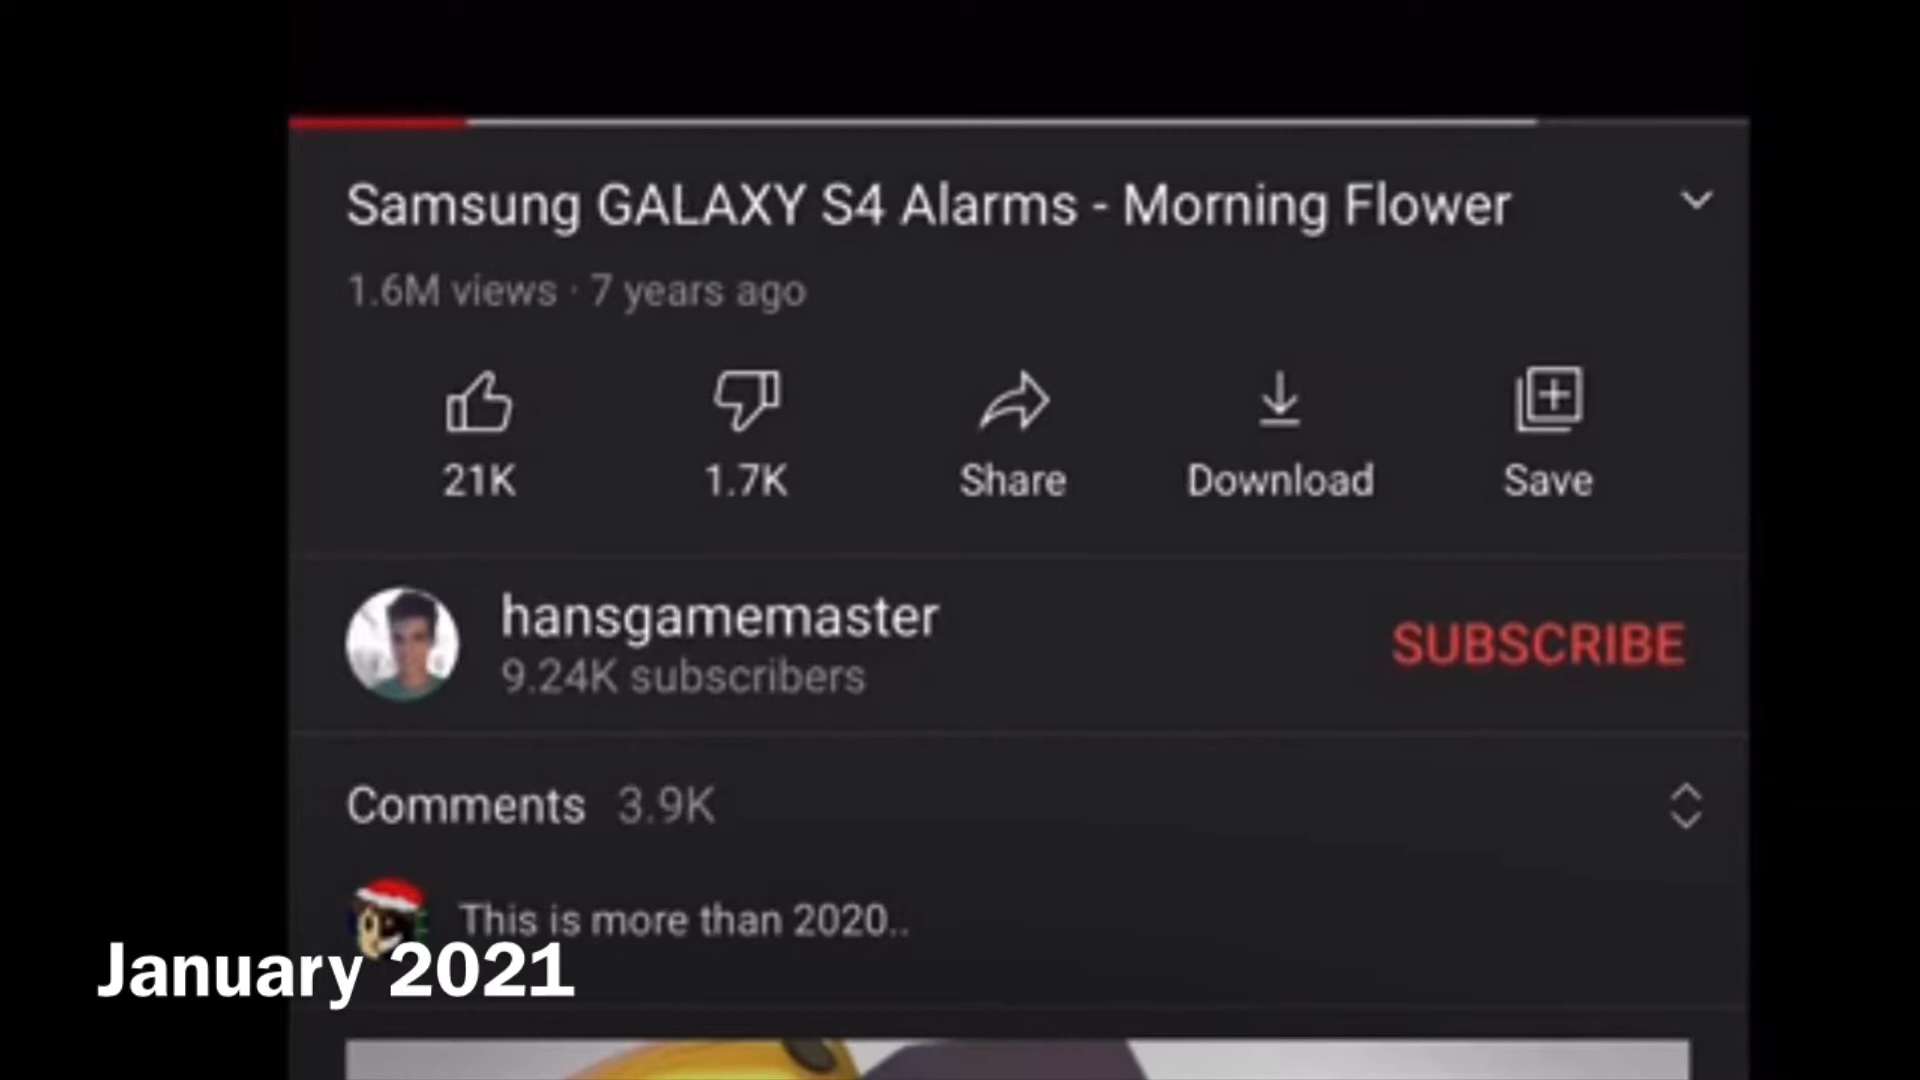 Samsung GALAXY S4 Alarms - Morning Flower
1.6M views · 7 years ago
21K
1.7K
Share
Download
Save
hansgamemaster
9.24K subscribers
SUBSCRIBE
Comments 3.9K
This is more than 2020..
January 2021